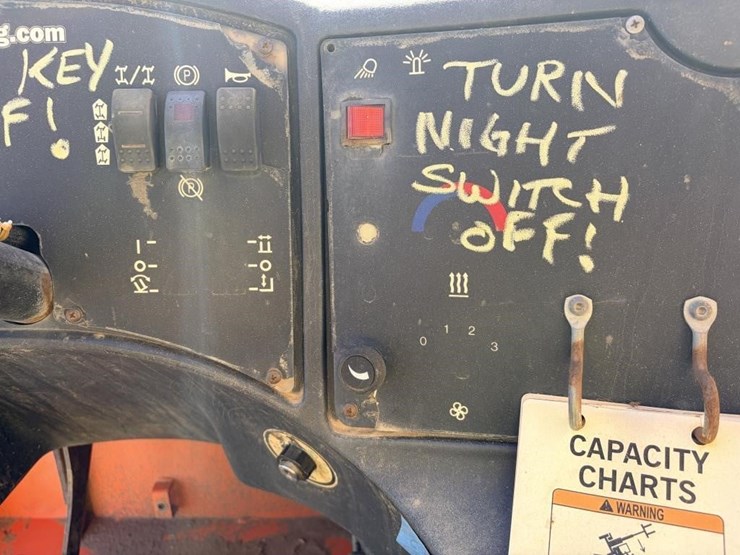 g.com
KEY
F!
TURN
NIGHT
SWITCH
OFF!
P
R
0 1 2 3
CAPACITY
CHARTS
WARNING